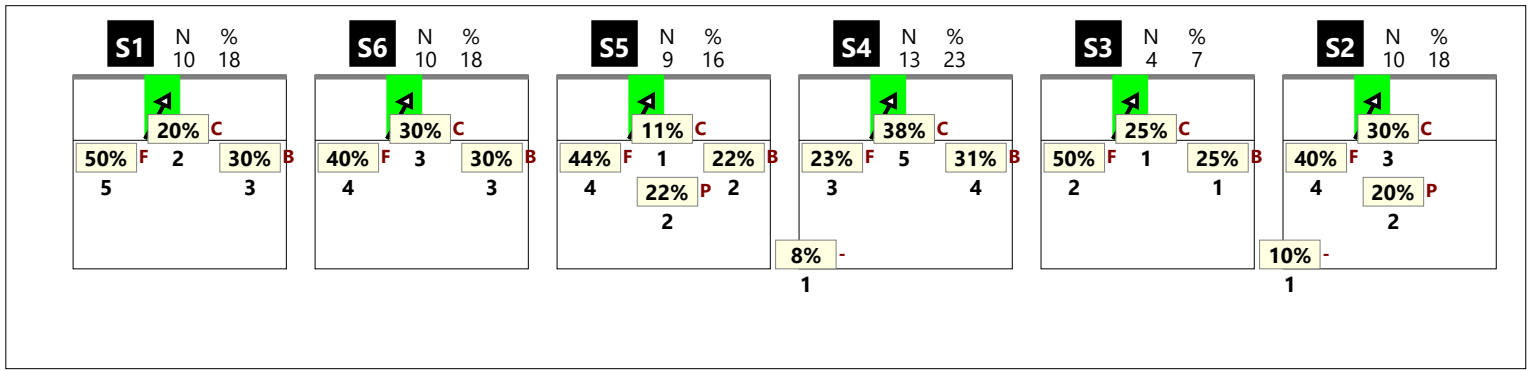 S1 N % 10 18
20% C
50% F 2 30% B
5 3
S6 N % 10 18
30% C
40% F 3 30% B
4 3
S5 N % 9 16
11% C
44% F 1 22% B
4 2
22% P
2
S4 N % 13 23
38% C
23% F 5 31% B
3 4
8% -
1
S3 N % 4 7
25% C
50% F 1 25% B
2 1
S2 N % 10 18
30% C
40% F 3
4
20% P
2
10% -
1